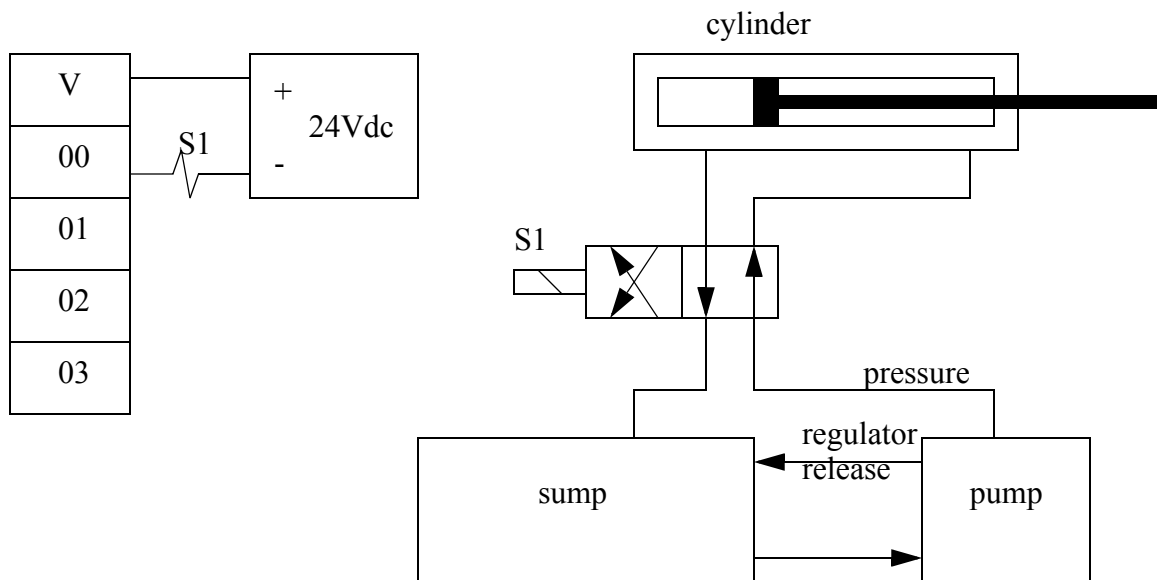 cylinder
V
+
24Vdc
S1
00
-
01
S1
02
03
pressure
regulator
release
sump
pump